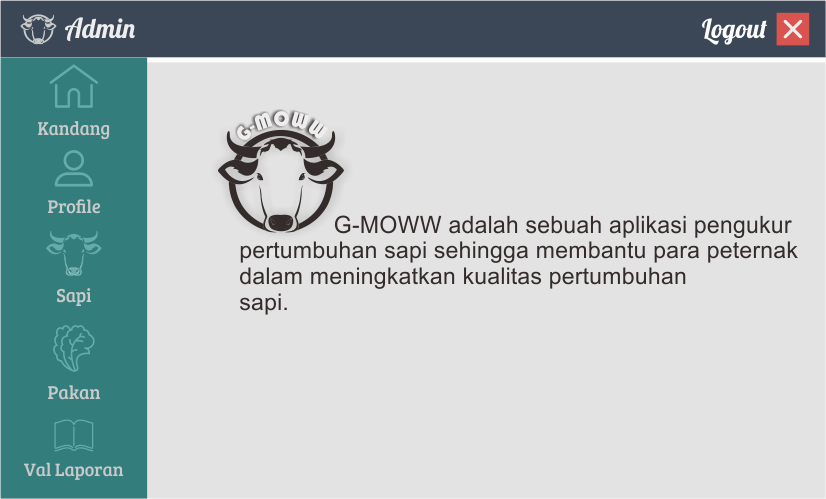 Admin
Logout
Kandang
Profile
Sapi
Pakan
Val Laporan
G-MOWW
G-MOWW adalah sebuah aplikasi pengukur
pertumbuhan sapi sehingga membantu para peternak
dalam meningkatkan kualitas pertumbuhan
sapi.